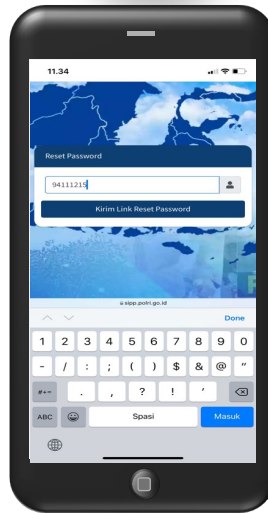 11.34
Reset Password
94111215
Kirim Link Reset Password
sipp.polri.go.id
Done
1 2 3 4 5 6 7 8 9 0
- / : ; ( ) $ & @ "
#+= . , ? ! '
ABC Spasi Masuk